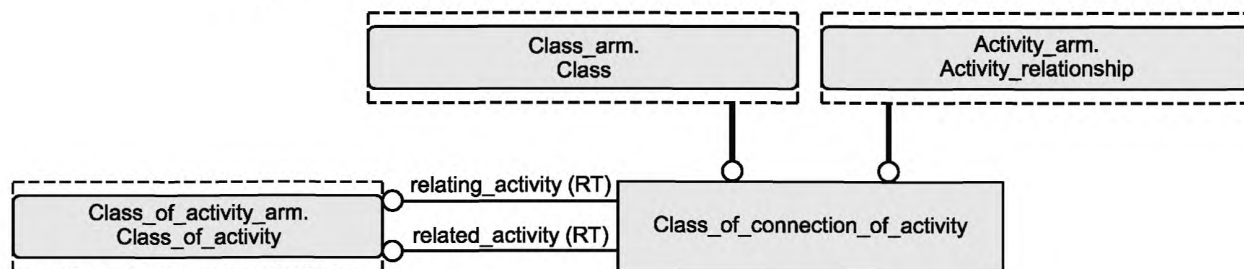 Class_arm.
Class
Activity_arm.
Activity_relationship
relating_activity (RT)
Class_of_activity_arm.
Class_of_activity
related_activity (RT)
Class_of_connection_of_activity